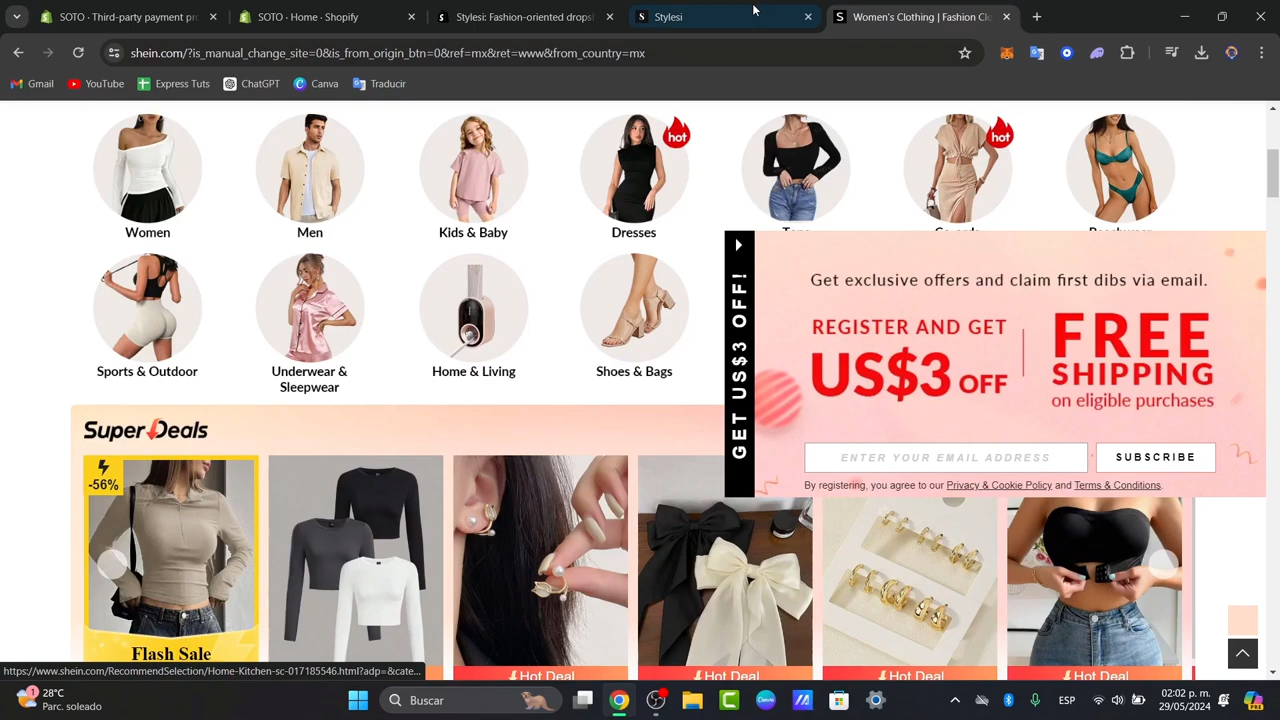 SOTO - Third-party payment pr
SOTO · Home · Shopify
Stylesi: Fashion-oriented drops
Stylesi
Women's Clothing | Fashion Clo
shein.com/?is_manual_change_site=0&is_from_origin_btn=0&ref=mx&ret=www&from_country=mx
Gmail
YouTube
Express Tuts
ChatGPT
Canva
Traducir
hot
hot
Women
Men
Kids & Baby
Dresses
Sports & Outdoor
Underwear &
Sleepwear
Home & Living
Shoes & Bags
GET US$3 OFF!
Get exclusive offers and claim first dibs via email.
REGISTER AND GET
US$3 OFF
FREE
SHIPPING
on eligible purchases
ENTER YOUR EMAIL ADDRESS
SUBSCRIBE
By registering, you agree to our Privacy & Cookie Policy and Terms & Conditions.
Super Deals
-56%
Flash Sale
Hot Deal
Hot Deal
Hot Deal
Hot Deal
https://www.shein.com/RecommendSelection/Home-Kitchen-sc-017185546.html?adp=&cate...
1
28°C
Parc. soleado
Buscar
ESP
02:02 p. m.
29/05/2024
PRE